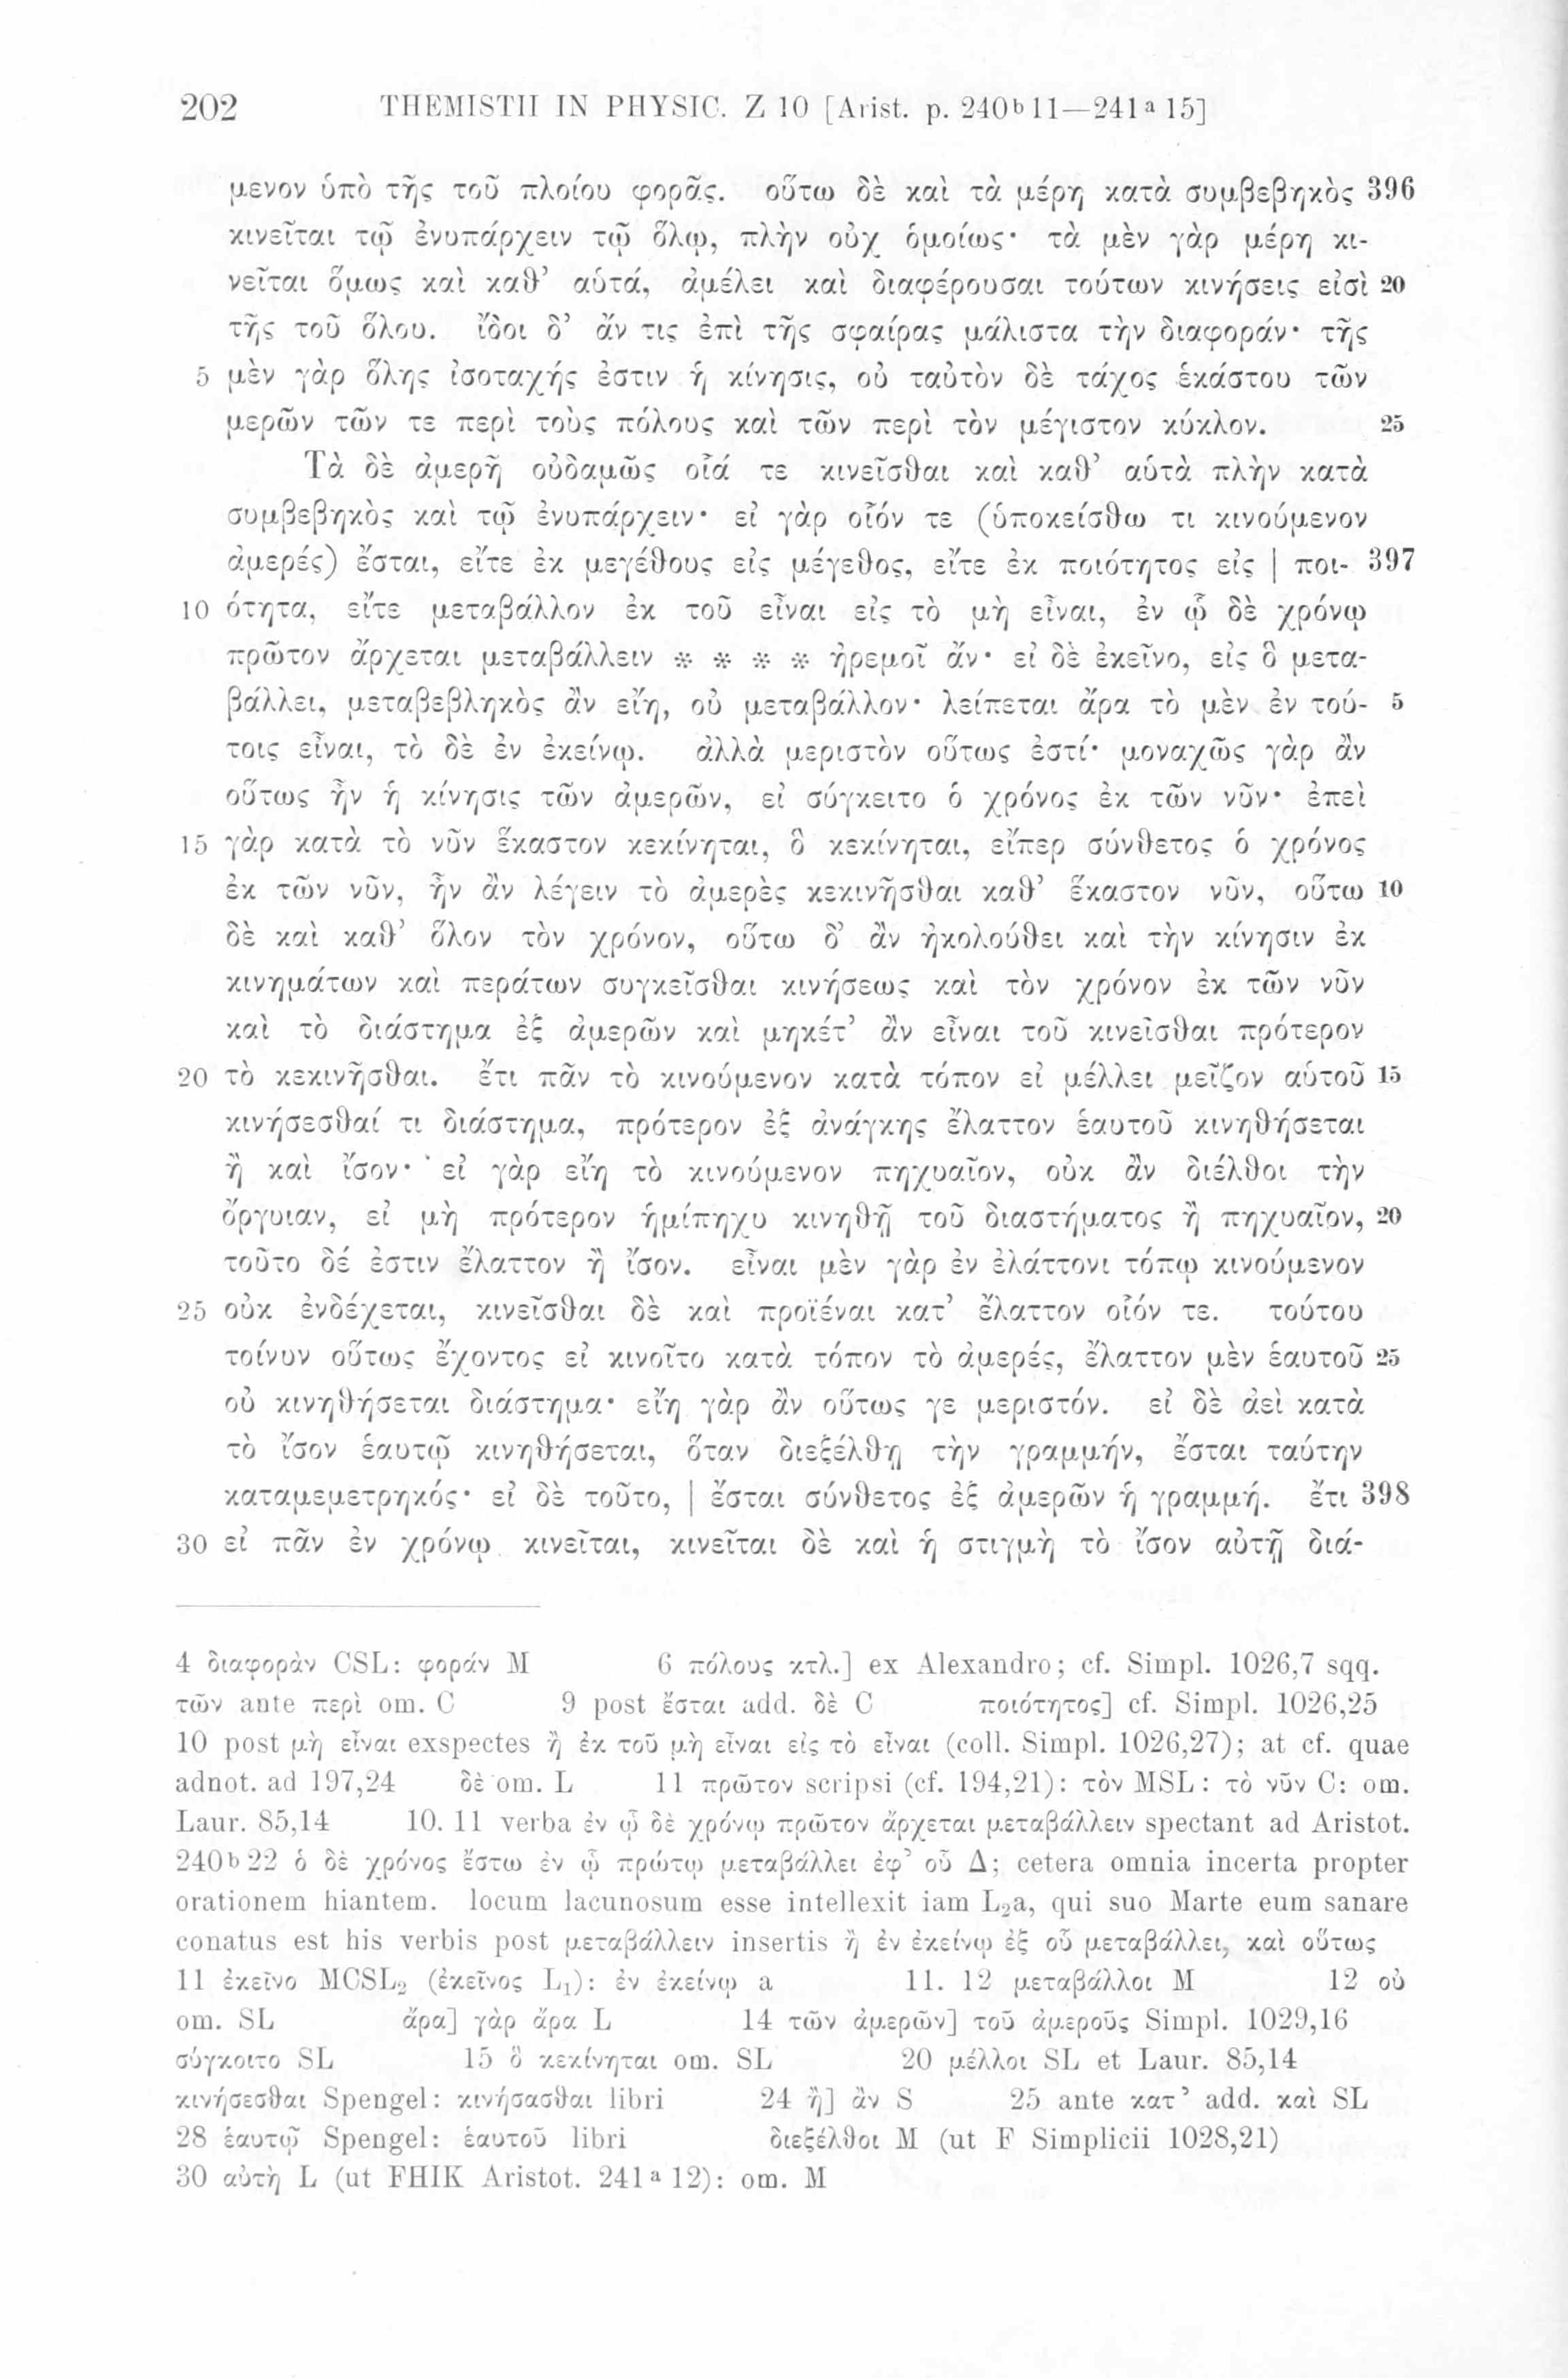 202 THEMISTII IN PHYSIC. Z 10 [Arist. p. 240ᵇ 11—241ᵃ 15]
μενον ὑπὸ τῆς τοῦ πλοίου φορᾶς. οὕτω δὲ καὶ τὰ μέρη κατὰ συμβεβηκὸς 396
κινεῖται τῷ ἐνυπάρχειν τῷ ὅλῳ, πλὴν οὐχ ὁμοίως· τὰ μὲν γὰρ μέρη κι-
νεῖται ὅμως καὶ καθ’ αὑτά, ἀμέλει καὶ διαφέρουσαι τούτων κινήσεις εἰσὶ 20
τῆς τοῦ ὅλου. ἴδοι δ’ ἄν τις ἐπὶ τῆς σφαίρας μάλιστα τὴν διαφοράν· τῆς
5 μὲν γὰρ ὅλης ἰσοταχής ἐστιν ἡ κίνησις, οὐ ταὐτὸν δὲ τάχος ἑκάστου τῶν
μερῶν τῶν τε περὶ τοὺς πόλους καὶ τῶν περὶ τὸν μέγιστον κύκλον. 25
Τὰ δὲ ἀμερῆ οὐδαμῶς οἷά τε κινεῖσθαι καὶ καθ’ αὑτὰ πλὴν κατὰ
συμβεβηκὸς καὶ τῷ ἐνυπάρχειν· εἰ γὰρ οἷόν τε (ὑποκείσθω τι κινούμενον
ἀμερές) ἔσται, εἴτε ἐκ μεγέθους εἰς μέγεθος, εἴτε ἐκ ποιότητος εἰς | ποι- 397
10 ότητα, εἴτε μεταβάλλον ἐκ τοῦ εἶναι εἰς τὸ μὴ εἶναι, ἐν ᾧ δὲ χρόνῳ
πρῶτον ἄρχεται μεταβάλλειν * * * * ἠρεμοῖ ἄν· εἰ δὲ ἐκεῖνο, εἰς ὃ μετα-
βάλλει, μεταβεβληκὸς ἂν εἴη, οὐ μεταβάλλον· λείπεται ἄρα τὸ μὲν ἐν τού- 5
τοις εἶναι, τὸ δὲ ἐν ἐκείνῳ. ἀλλὰ μεριστὸν οὕτως ἐστί· μοναχῶς γὰρ ἂν
οὕτως ἦν ἡ κίνησις τῶν ἀμερῶν, εἰ σύγκειτο ὁ χρόνος ἐκ τῶν νῦν· ἐπεὶ
15 γὰρ κατὰ τὸ νῦν ἕκαστον κεκίνηται, ὃ κεκίνηται, εἴπερ σύνθετος ὁ χρόνος
ἐκ τῶν νῦν, ἦν ἂν λέγειν τὸ ἀμερὲς κεκινῆσθαι καθ’ ἕκαστον νῦν, οὕτω 10
δὲ καὶ καθ’ ὅλον τὸν χρόνον, οὕτω δ’ ἂν ἠκολούθει καὶ τὴν κίνησιν ἐκ
κινημάτων καὶ περάτων συγκεῖσθαι κινήσεως καὶ τὸν χρόνον ἐκ τῶν νῦν
καὶ τὸ διάστημα ἐξ ἀμερῶν καὶ μηκέτ’ ἂν εἶναι τοῦ κινεῖσθαι πρότερον
20 τὸ κεκινῆσθαι. ἔτι πᾶν τὸ κινούμενον κατὰ τόπον εἰ μέλλει μεῖζον αὑτοῦ 15
κινήσεσθαί τι διάστημα, πρότερον ἐξ ἀνάγκης ἔλαττον ἑαυτοῦ κινηθήσεται
ἢ καὶ ἴσον· εἰ γὰρ εἴη τὸ κινούμενον πηχυαῖον, οὐκ ἂν διέλθοι τὴν
ὄργυιαν, εἰ μὴ πρότερον ἡμίπηχυ κινηθῇ τοῦ διαστήματος ἢ πηχυαῖον, 20
τοῦτο δέ ἐστιν ἔλαττον ἢ ἴσον. εἶναι μὲν γὰρ ἐν ἐλάττονι τόπῳ κινούμενον
25 οὐκ ἐνδέχεται, κινεῖσθαι δὲ καὶ προϊέναι κατ’ ἔλαττον οἷόν τε. τούτου
τοίνυν οὕτως ἔχοντος εἰ κινοῖτο κατὰ τόπον τὸ ἀμερές, ἔλαττον μὲν ἑαυτοῦ 25
οὐ κινηθήσεται διάστημα· εἴη γὰρ ἂν οὕτως γε μεριστόν. εἰ δὲ ἀεὶ κατὰ
τὸ ἴσον ἑαυτῷ κινηθήσεται, ὅταν διεξέλθῃ τὴν γραμμήν, ἔσται ταύτην
καταμεμετρηκός· εἰ δὲ τοῦτο, | ἔσται σύνθετος ἐξ ἀμερῶν ἡ γραμμή. ἔτι 398
30 εἰ πᾶν ἐν χρόνῳ κινεῖται, κινεῖται δὲ καὶ ἡ στιγμὴ τὸ ἴσον αὐτῇ διά-
4 διαφορὰν CSL: φοράν M 6 πόλους κτλ.] ex Alexandro; cf. Simpl. 1026,7 sqq.
τῶν ante περὶ om. C 9 post ἔσται add. δὲ C ποιότητος] cf. Simpl. 1026,25
10 post μὴ εἶναι exspectes ἢ ἐκ τοῦ μὴ εἶναι εἰς τὸ εἶναι (coll. Simpl. 1026,27); at cf. quae
adnot. ad 197,24 δὲ om. L 11 πρῶτον scripsi (cf. 194,21): τὸν MSL: τὸ νῦν C: om.
Laur. 85,14 10. 11 verba ἐν ᾧ δὲ χρόνῳ πρῶτον ἄρχεται μεταβάλλειν spectant ad Aristot.
240ᵇ 22 ὁ δὲ χρόνος ἔστω ἐν ᾧ πρώτῳ μεταβάλλει ἐφ’ οὗ Δ; cetera omnia incerta propter
orationem hiantem. locum lacunosum esse intellexit iam L₂a, qui suo Marte eum sanare
conatus est his verbis post μεταβάλλειν insertis ἢ ἐν ἐκείνῳ ἐξ οὗ μεταβάλλει, καὶ οὕτως
11 ἐκεῖνο MCSL₂ (ἐκεῖνος L₁): ἐν ἐκείνῳ a 11. 12 μεταβάλλοι M 12 οὐ
om. SL ἄρα] γὰρ ἄρα L 14 τῶν ἀμερῶν] τοῦ ἀμεροῦς Simpl. 1029,16
σύγκοιτο SL 15 ὃ κεκίνηται om. SL 20 μέλλοι SL et Laur. 85,14
κινήσεσθαι Spengel: κινήσασθαι libri 24 ἢ] ἂν S 25 ante κατ’ add. καὶ SL
28 ἑαυτῷ Spengel: ἑαυτοῦ libri διεξέλθοι M (ut F Simplicii 1028,21)
30 αὐτὴ L (ut FHIK Aristot. 241ᵃ 12): om. M